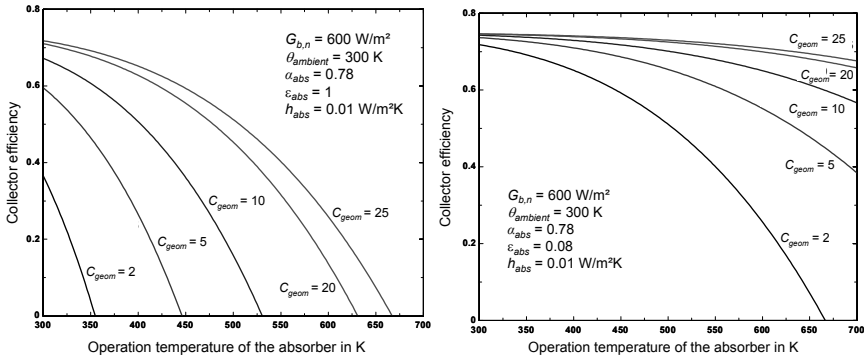 0.8
0.6
0.4
0.2
0
300 350 400 450 500 550 600 650 700
Collector efficiency
Operation temperature of the absorber in K
G_b,n = 600 W/m²
θ_ambient = 300 K
α_abs = 0.78
ε_abs = 1
h_abs = 0.01 W/m²K
C_geom = 10
C_geom = 25
C_geom = 5
C_geom = 2
C_geom = 20
0.8
0.6
0.4
0.2
0
300 350 400 450 500 550 600 650 700
Collector efficiency
Operation temperature of the absorber in K
C_geom = 25
C_geom = 20
C_geom = 10
C_geom = 5
C_geom = 2
G_b,n = 600 W/m²
θ_ambient = 300 K
α_abs = 0.78
ε_abs = 0.08
h_abs = 0.01 W/m²K